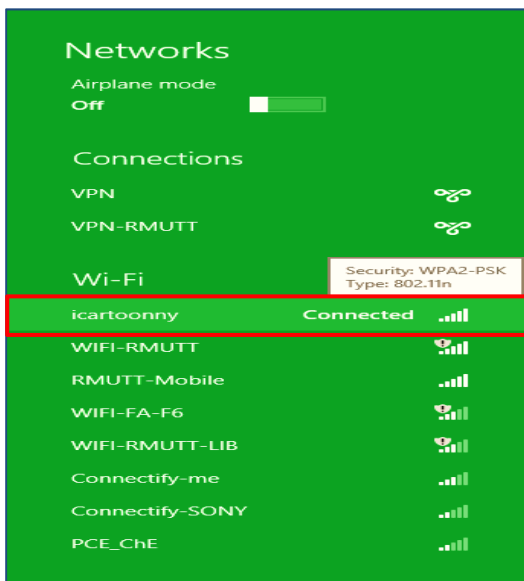 Networks
Airplane mode
Off
Connections
VPN
VPN-RMUTT
Wi-Fi
Security: WPA2-PSK
Type: 802.11n
icartoonny Connected
WIFI-RMUTT
RMUTT-Mobile
WIFI-FA-F6
WIFI-RMUTT-LIB
Connectify-me
Connectify-SONY
PCE_ChE